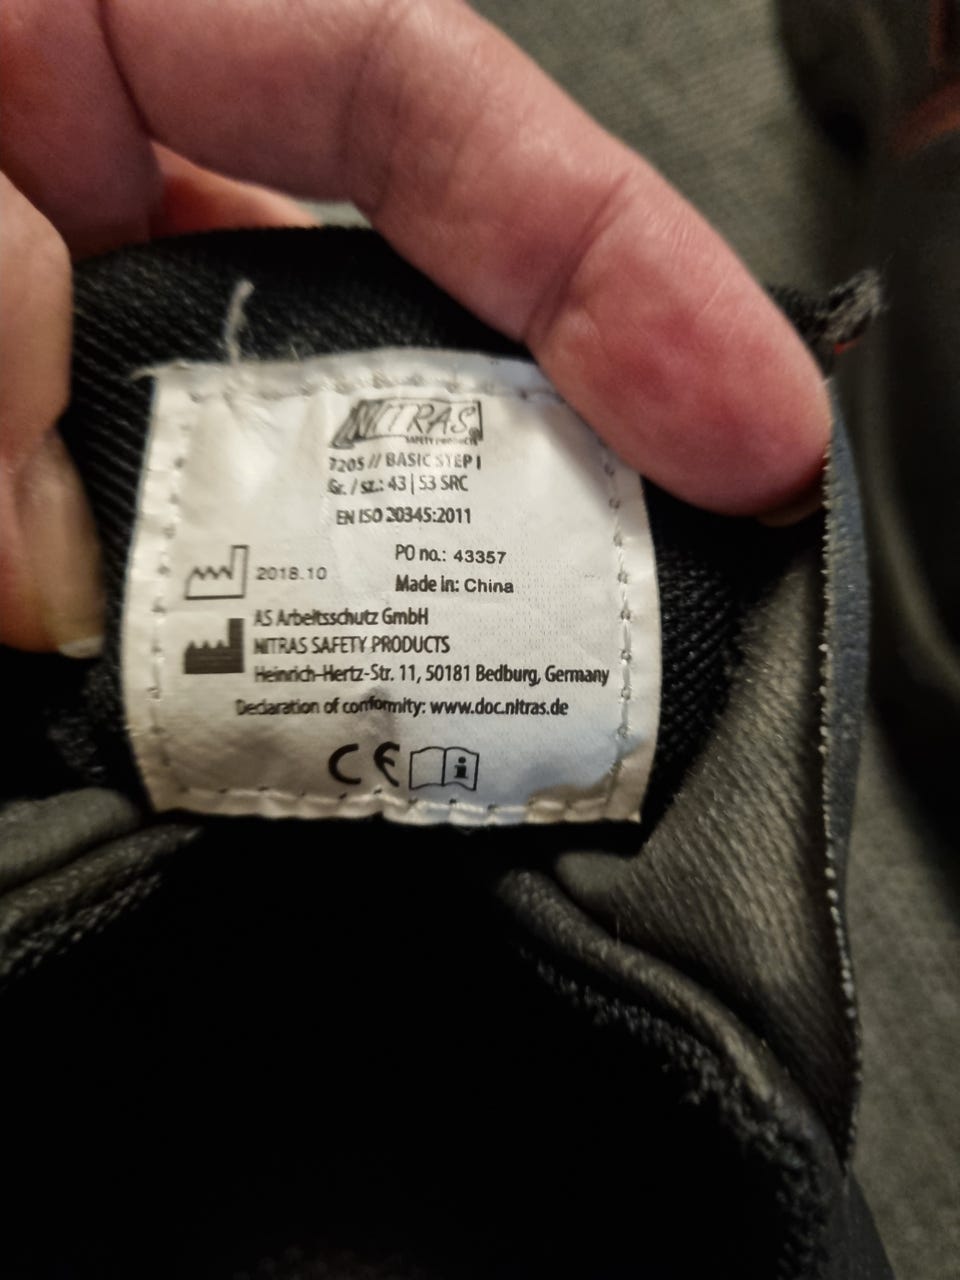 NITRAS®
SAFETY PRODUCTS
7205 // BASIC STEP I
Gr. / sz.: 43 | S3 SRC
EN ISO 20345:2011
PO no.: 43357
2018.10
Made in: China
AS Arbeitsschutz GmbH
NITRAS SAFETY PRODUCTS
Heinrich-Hertz-Str. 11, 50181 Bedburg, Germany
Declaration of conformity: www.doc.nitras.de
CE i